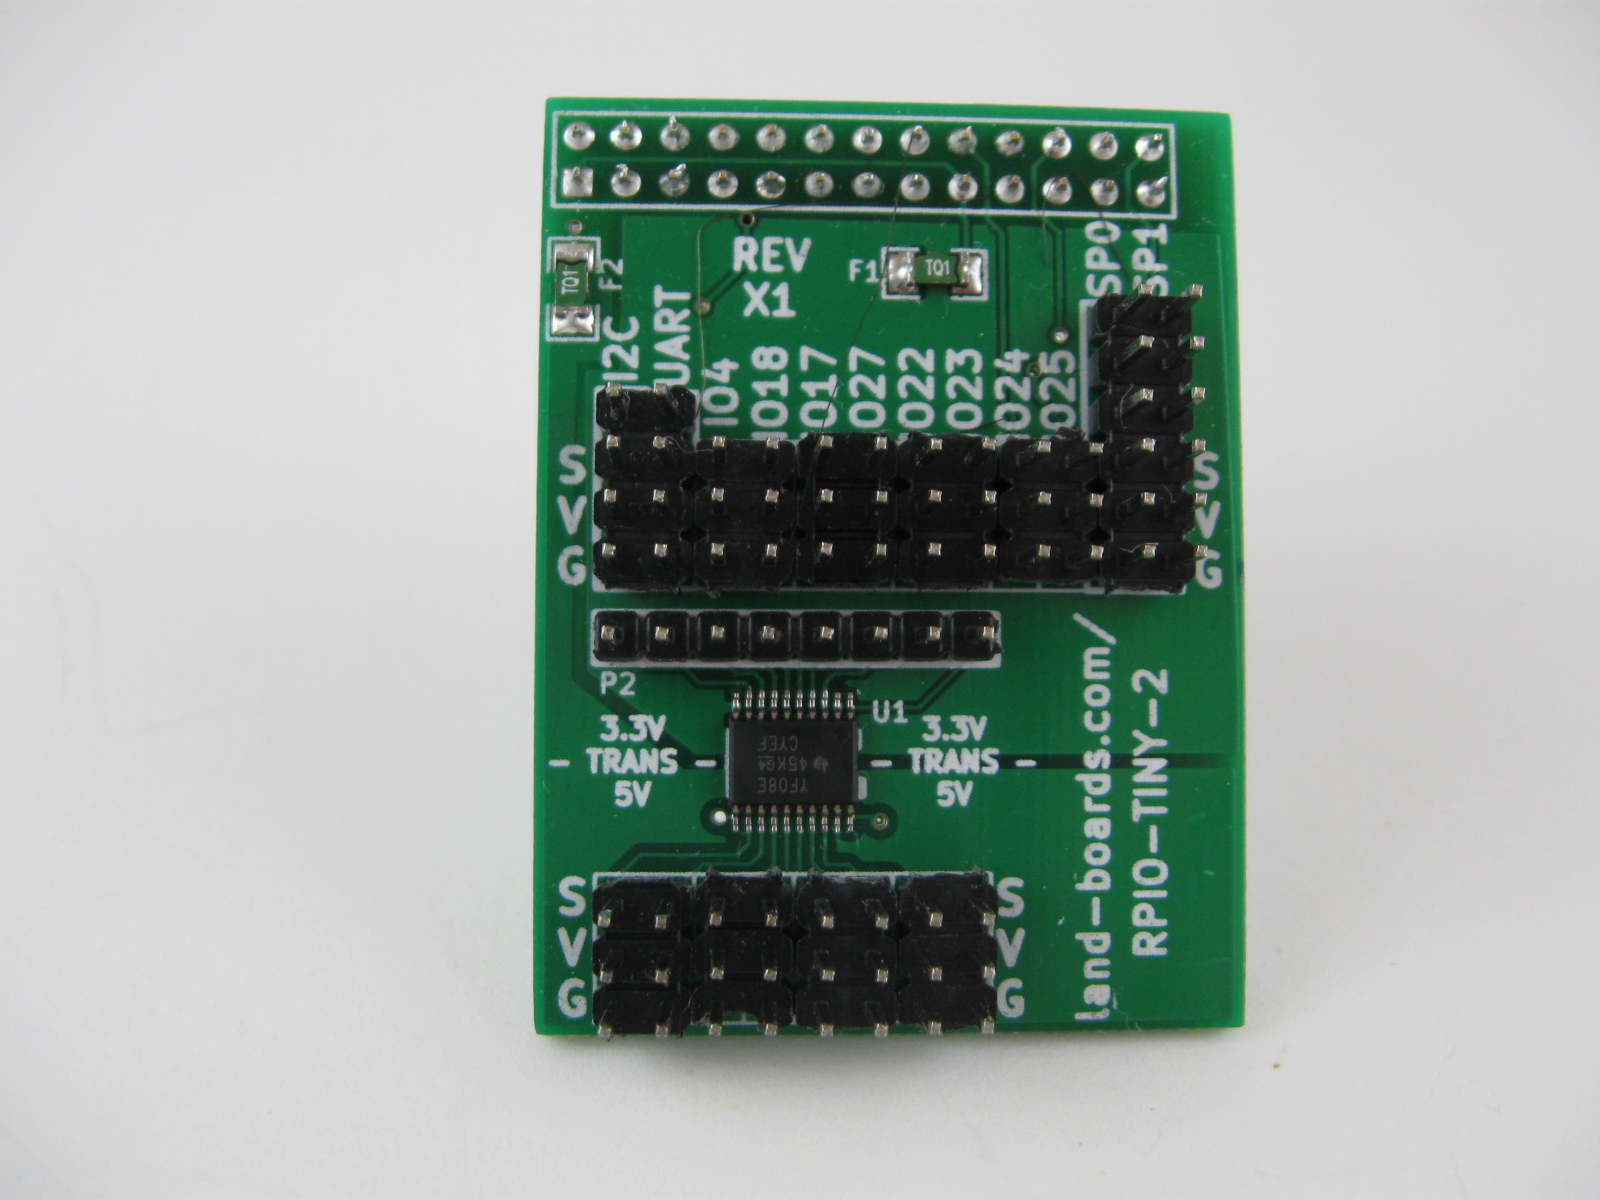 SP0
SP1
REV
X1
F1
TQ1
TQ1
F2
I2C
UART
IO4
IO18
IO17
IO27
IO22
IO23
IO24
IO25
S
V
G
S
V
G
P2
U1
3.3V
- TRANS -
5V
3.3V
- TRANS -
5V
YF08E
45K94
CYEF
S
V
G
S
V
G
land-boards.com/
RPIO-TINY-2